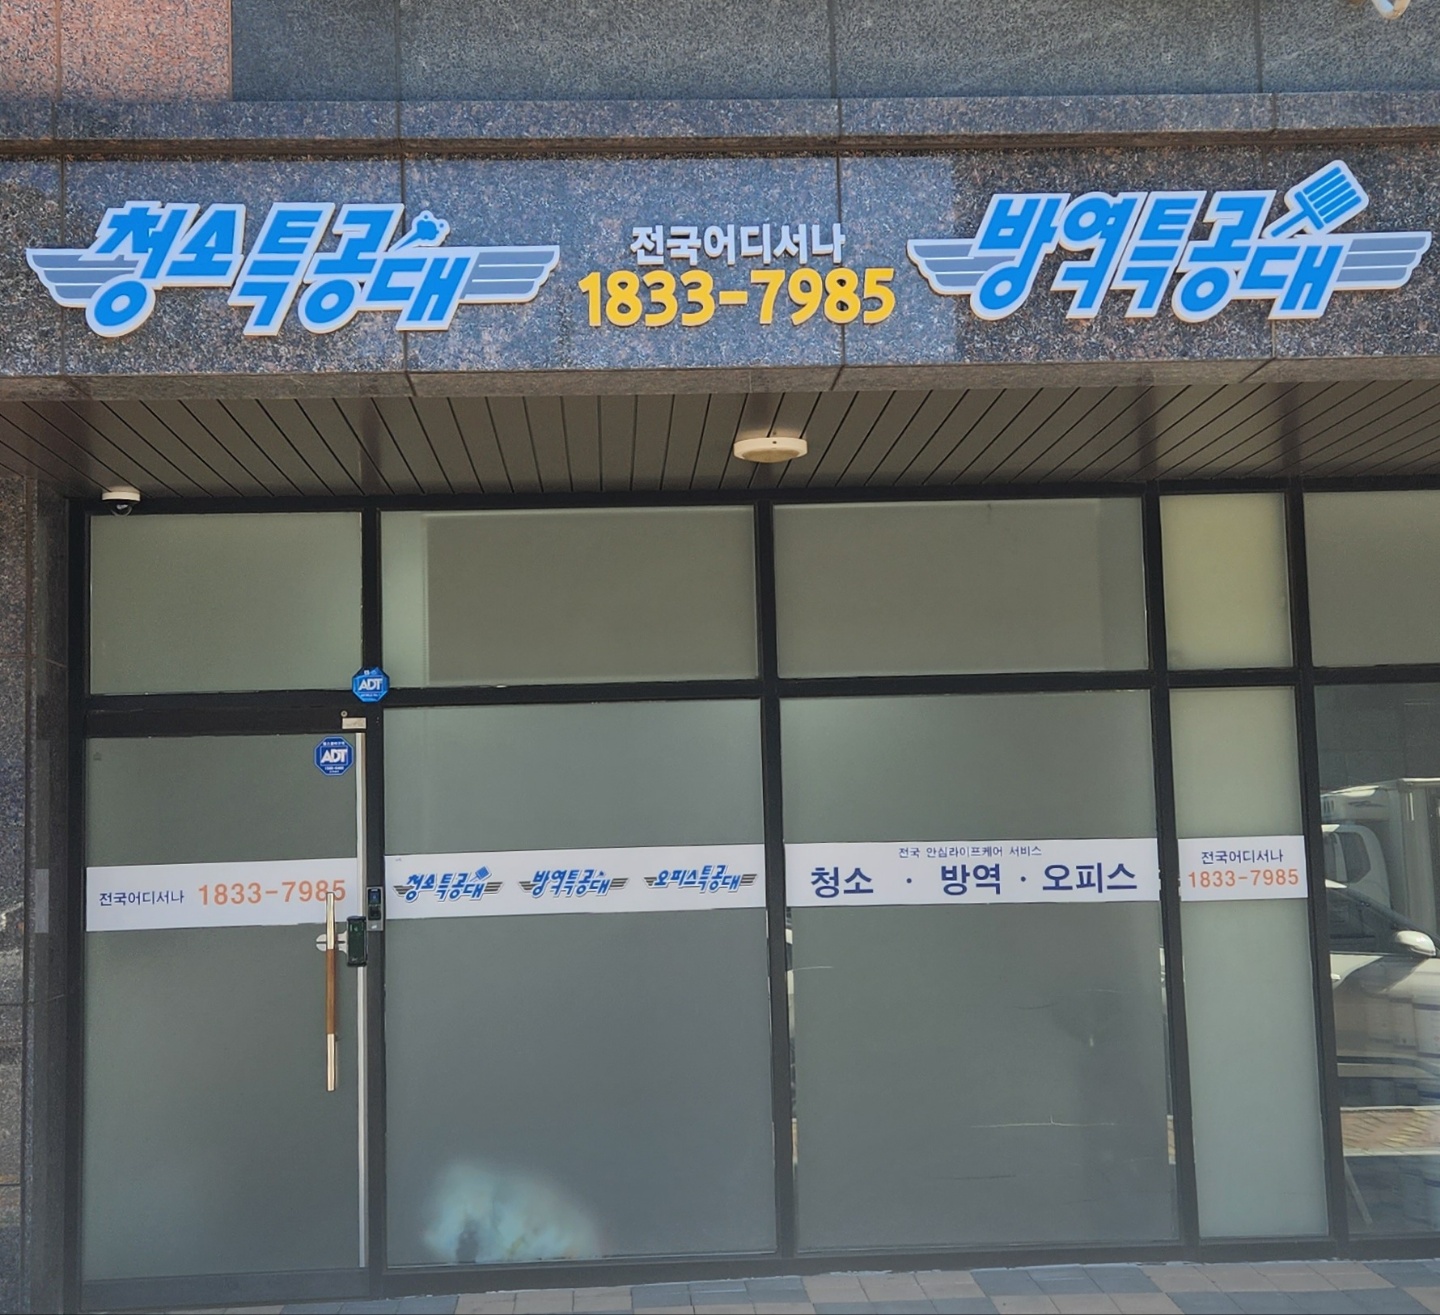 청소특공대
전국어디서나
1833-7985
방역특공대
ADT
ADT
전국어디서나 1833-7985
청소특공대 방역특공대 오피스특공대
전국 안심라이프케어 서비스
청소 · 방역 · 오피스
전국어디서나
1833-7985